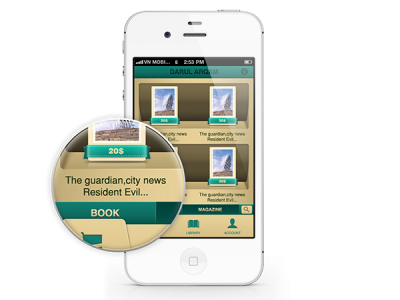 VN MOBI... 2:53 PM
DARUL ARQAM
20$ 20$
The guardian,city news The guardian,city news
Resident Evil... Resident Evil...
20$ 20$
MAGAZINE
LIBRARY ACCOUNT
20$
The guardian,city news
Resident Evil...
BOOK